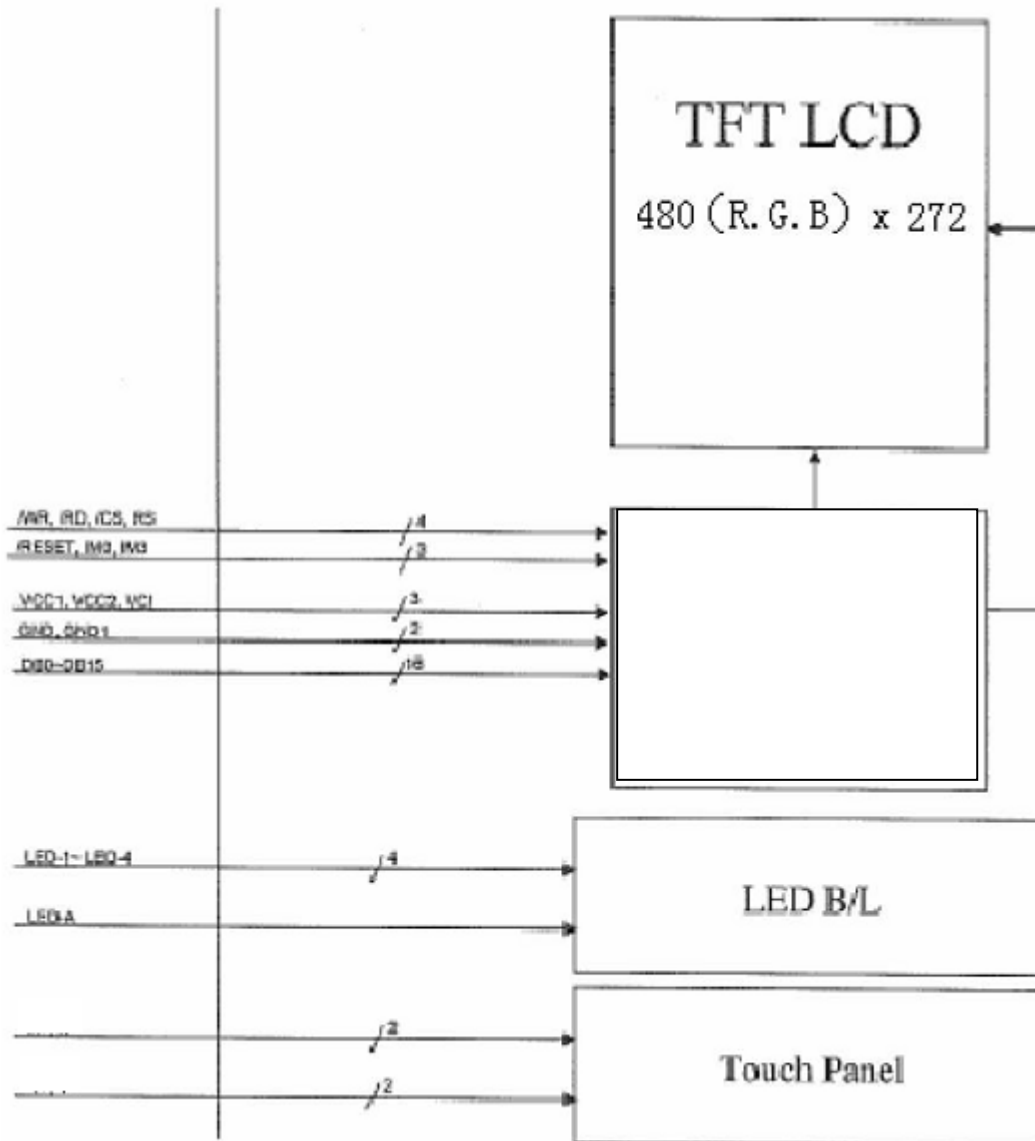 TFT LCD
480 (R.G.B) x 272
/WR, /RD, /CS, RS
4
/RESET, IM0, IM3
3
VCC1, VCC2, VCI
3
GND, GND1
2
DB0~DB15
16
LED-1~LED-4
4
LED-A
LED B/L
2
2
Touch Panel